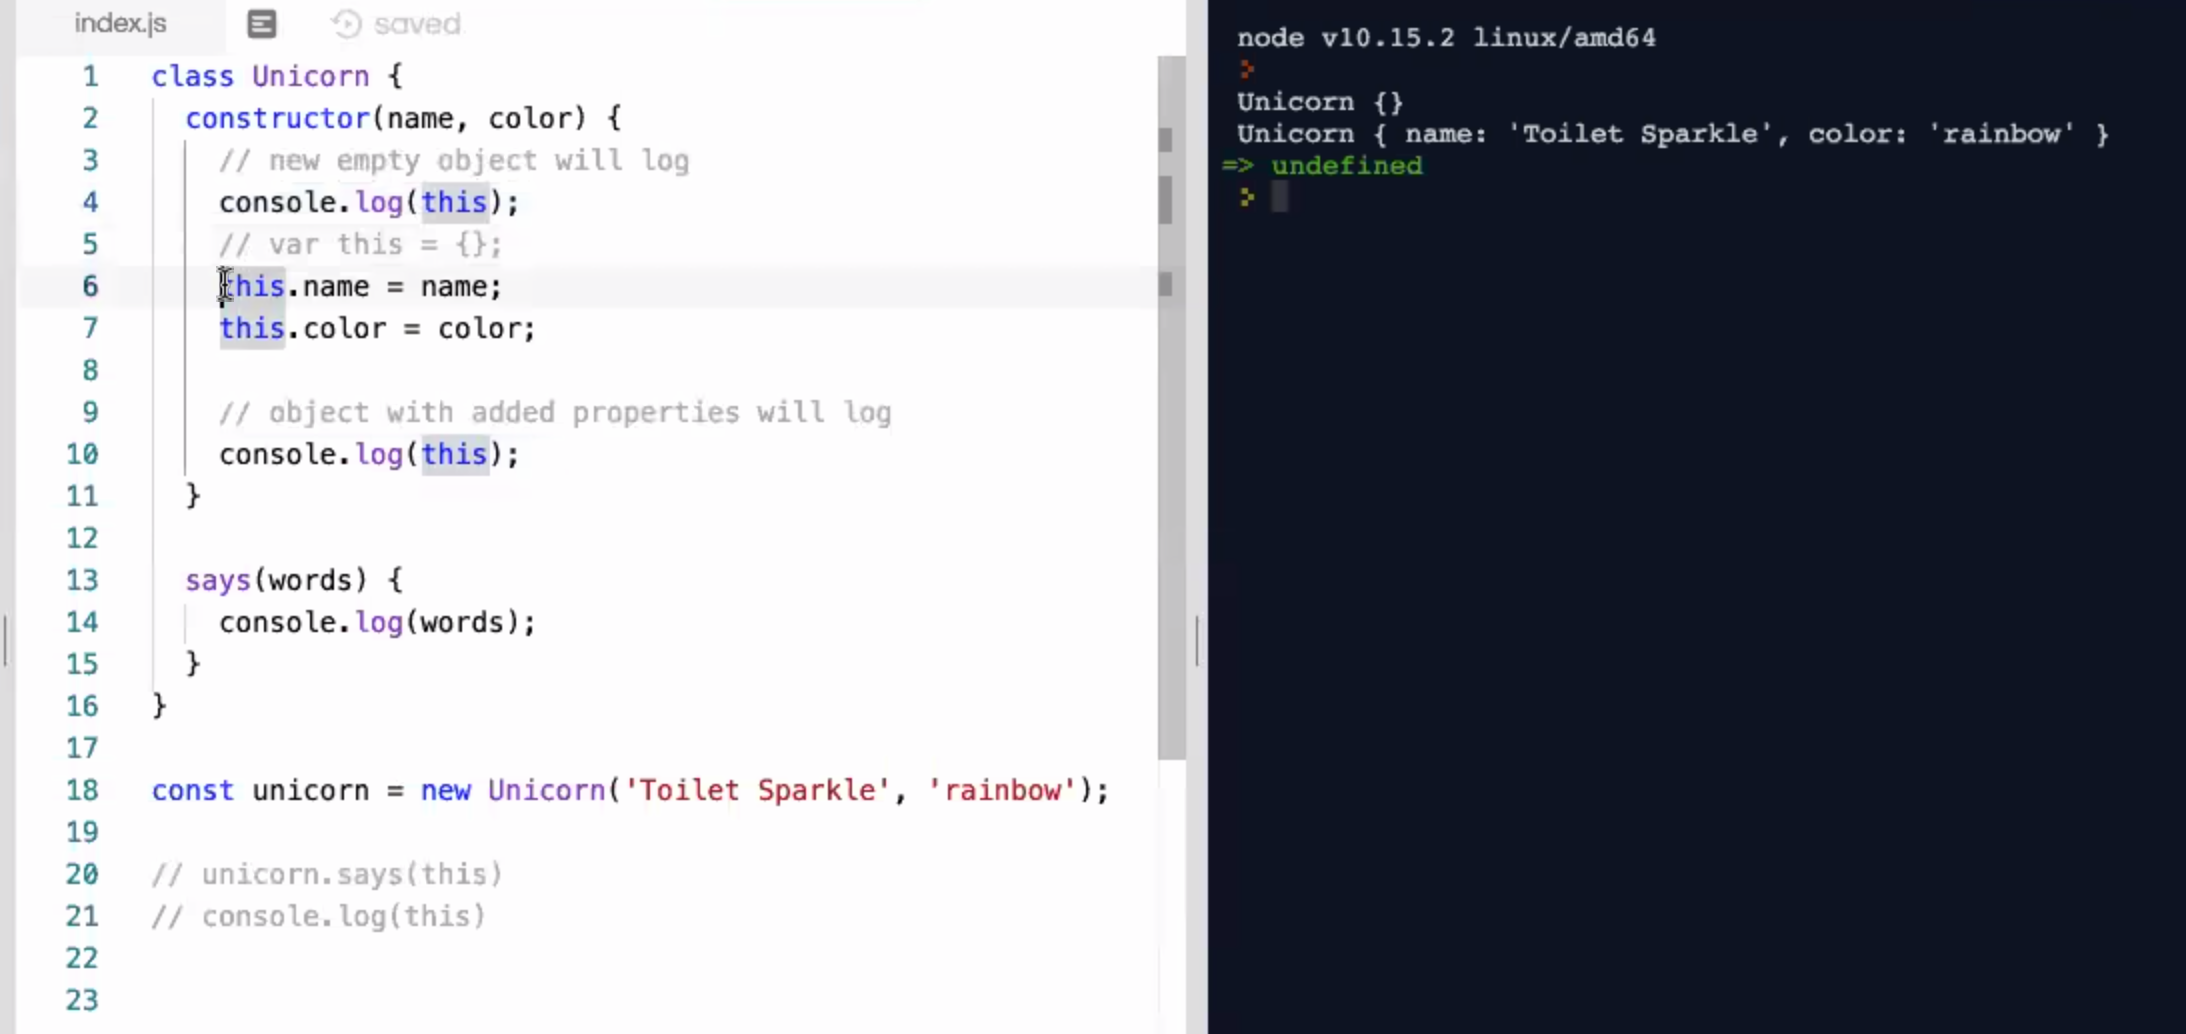 index.js saved
1 class Unicorn {
2 constructor(name, color) {
3 // new empty object will log
4 console.log(this);
5 // var this = {};
6 this.name = name;
7 this.color = color;
8
9 // object with added properties will log
10 console.log(this);
11 }
12
13 says(words) {
14 console.log(words);
15 }
16 }
17
18 const unicorn = new Unicorn('Toilet Sparkle', 'rainbow');
19
20 // unicorn.says(this)
21 // console.log(this)
22
23
node v10.15.2 linux/amd64
>
Unicorn {}
Unicorn { name: 'Toilet Sparkle', color: 'rainbow' }
=> undefined
>